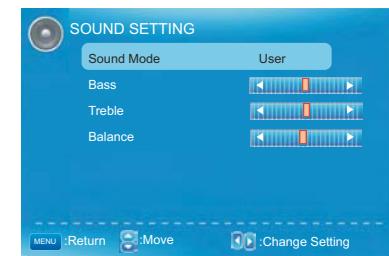 SOUND SETTING
Sound Mode User
Bass
Treble
Balance
MENU :Return :Move :Change Setting